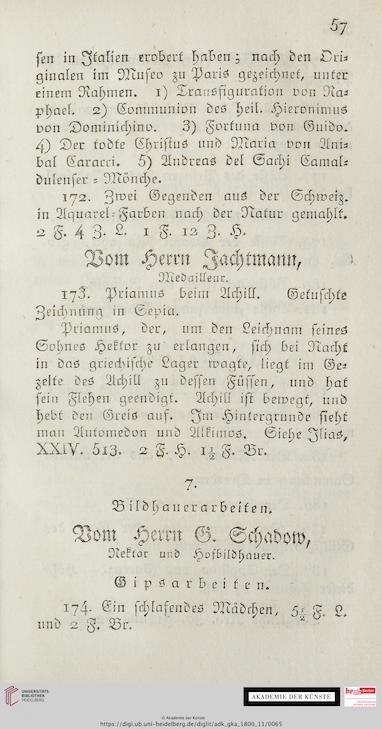 57
sen in Italien erobert haben; nach den Ori-
ginalen im Museo zu Paris gezeichnet, unter
einem Rahmen. 1) Transfiguration von Ra-
phael. 2) Communion des heil. Hieronimus
von Dominichino. 3) Fortuna von Guido.
4) Der todte Christus und Maria von Ani-
bal Caracci. 5) Andreas del Sachi Camal-
dulenser-Mönche.
172. Zwei Gegenden aus der Schweiz.
in Aquarel-Farben nach der Natur gemahlt.
2 F. 4 Z. L. 1 F. 12 Z. H.
Vom Herrn Jachtmann,
Medailleur.
173. Priamus beim Achill. Getuschte
Zeichnung in Sepia.
Priamus, der, um den Leichnam seines
Sohnes Hektor zu erlangen, sich bei Nacht
in das griechische Lager wagte, liegt im Ge-
zelte des Achill zu dessen Füssen, und hat
sein Flehen geendigt. Achill ist bewegt, und
hebt den Greis auf. Im Hintergrunde sieht
man Automedon und Alkimos. Siehe Ilias,
XXIV. 513. 2 F. H. 1½ F. Br.
7.
Bildhauerarbeiten.
Vom Herrn G. Schadow,
Rektor und Hofbildhauer.
Gipsarbeiten.
174. Ein schlafendes Mädchen, 5½ F. L.
und 2 F. Br.
UNIVERSITÄTS-
BIBLIOTHEK
HEIDELBERG
AKADEMIE DER KÜNSTE
© Akademie der Künste
https://digi.ub.uni-heidelberg.de/diglit/adk_gka_1800_11/0065